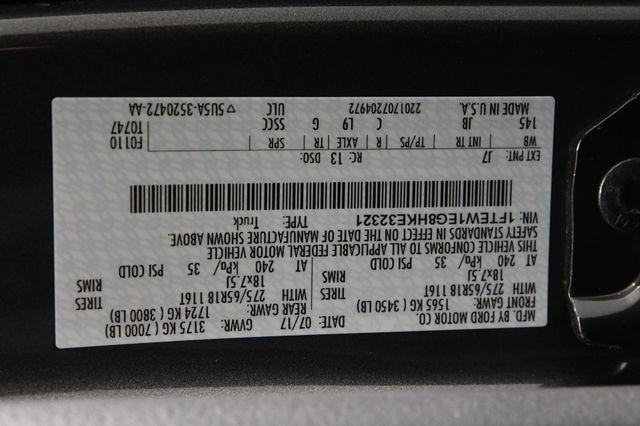 MFD. BY FORD MOTOR CO.
DATE: 07/17 GVWR: 3175 KG ( 7000 LB)
FRONT GAWR: 1565 KG ( 3450 LB) REAR GAWR: 1724 KG ( 3800 LB)
WITH 275/65R18 116T TIRES WITH 275/65R18 116T TIRES
18x7.5J RIMS 18x7.5J RIMS
AT 240 kPa/ 35 PSI COLD AT 240 kPa/ 35 PSI COLD
THIS VEHICLE CONFORMS TO ALL APPLICABLE FEDERAL MOTOR VEHICLE
SAFETY STANDARDS IN EFFECT ON THE DATE OF MANUFACTURE SHOWN ABOVE.
VIN: 1FTEW1EG8HKE32321 TYPE: Truck
EXT PNT: J7 RC: 13 DSO: F0110
WB INT TR TP/PS R AXLE TR SPR T0747
145 JB C L9 G SSCC
MADE IN U.S.A. 220170720497​2 ULC ▽ 5U5A-3520472-AA